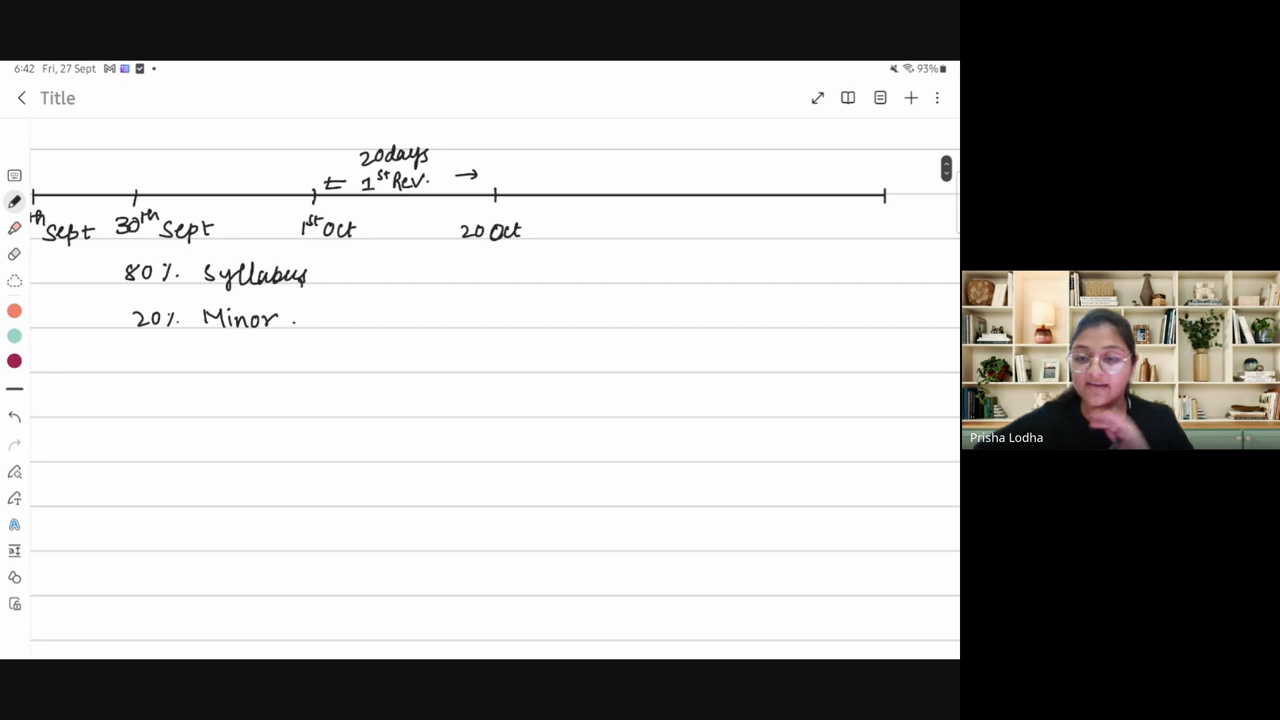 6:42 Fri, 27 Sept
93%
Title
20days
1st Rev.
th Sept 30th Sept 1st Oct 20 Oct
80%. Syllabus
20%. Minor.
Prisha Lodha